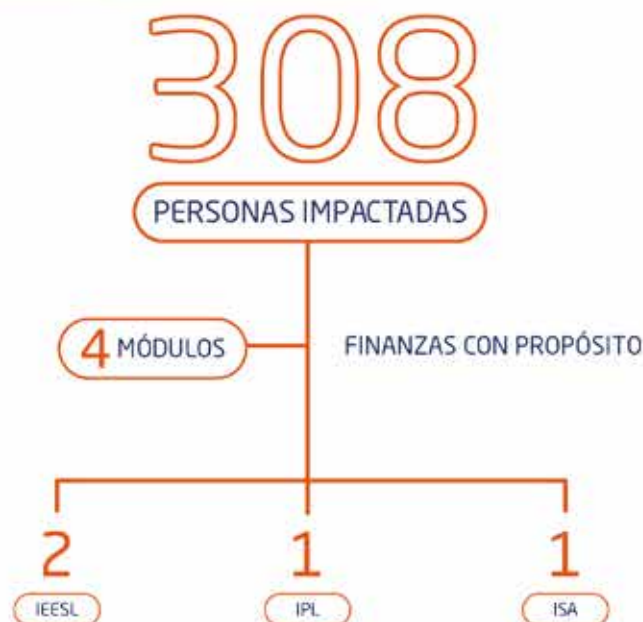 308
PERSONAS IMPACTADAS
4 MÓDULOS
FINANZAS CON PROPÓSITO
2 1 1
IEESL IPL ISA